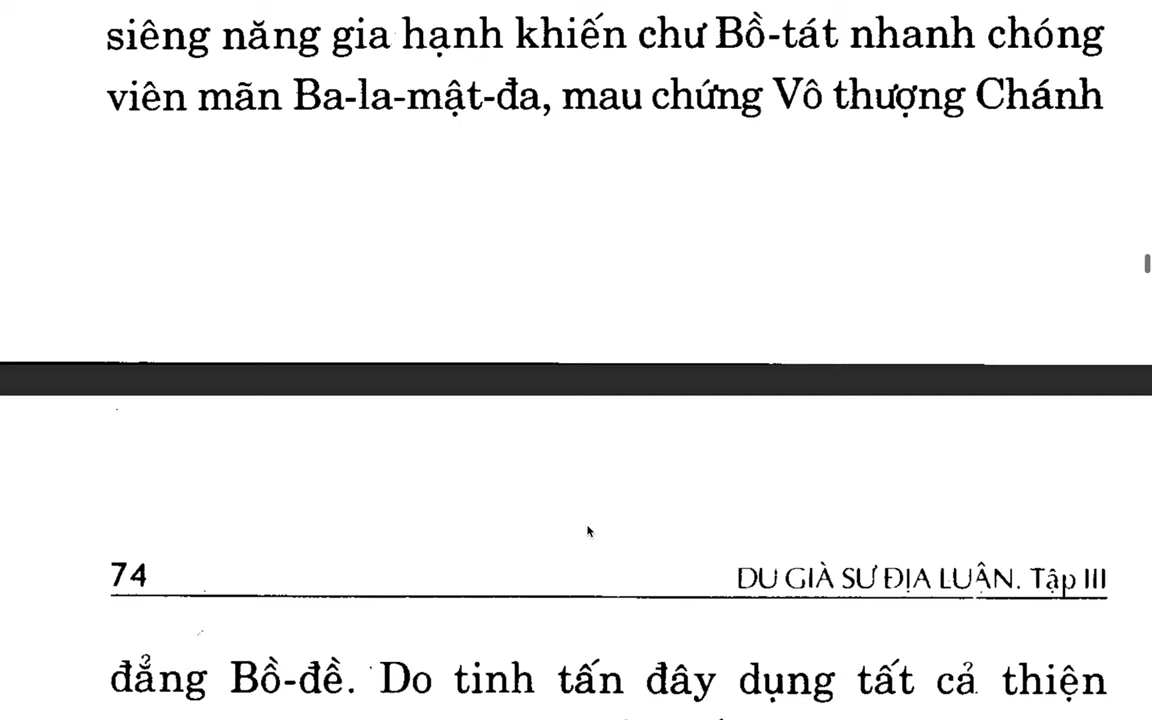 siêng năng gia hạnh khiến chư Bồ-tát nhanh chóng
viên mãn Ba-la-mật-đa, mau chứng Vô thượng Chánh
74
DU GIÀ SƯ ĐỊA LUẬN. Tập III
đẳng Bồ-đề. Do tinh tấn đây dụng tất cả thiện